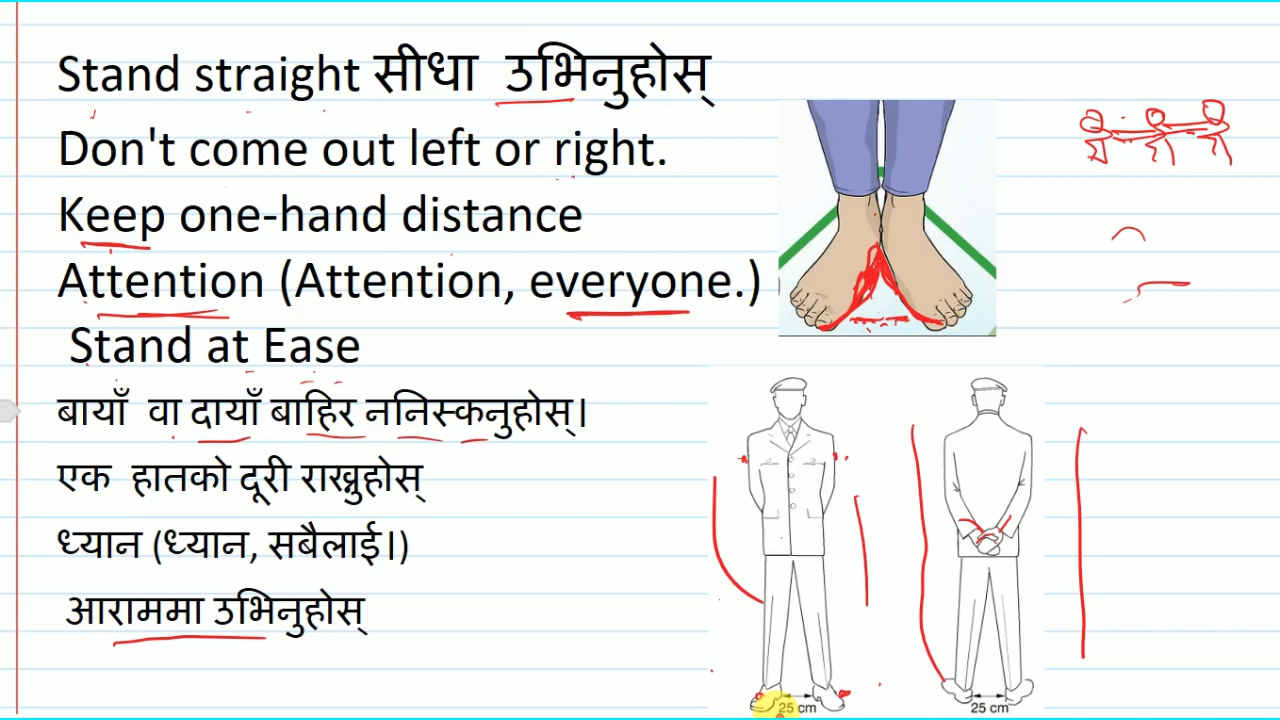 Stand straight सीधा उभिनुहोस्
Don't come out left or right.
Keep one-hand distance
Attention (Attention, everyone.)
Stand at Ease
बायाँ वा दायाँ बाहिर ननिस्कनुहोस्।
एक हातको दूरी राख्नुहोस्
ध्यान (ध्यान, सबैलाई।)
आराममा उभिनुहोस्
25 cm
25 cm